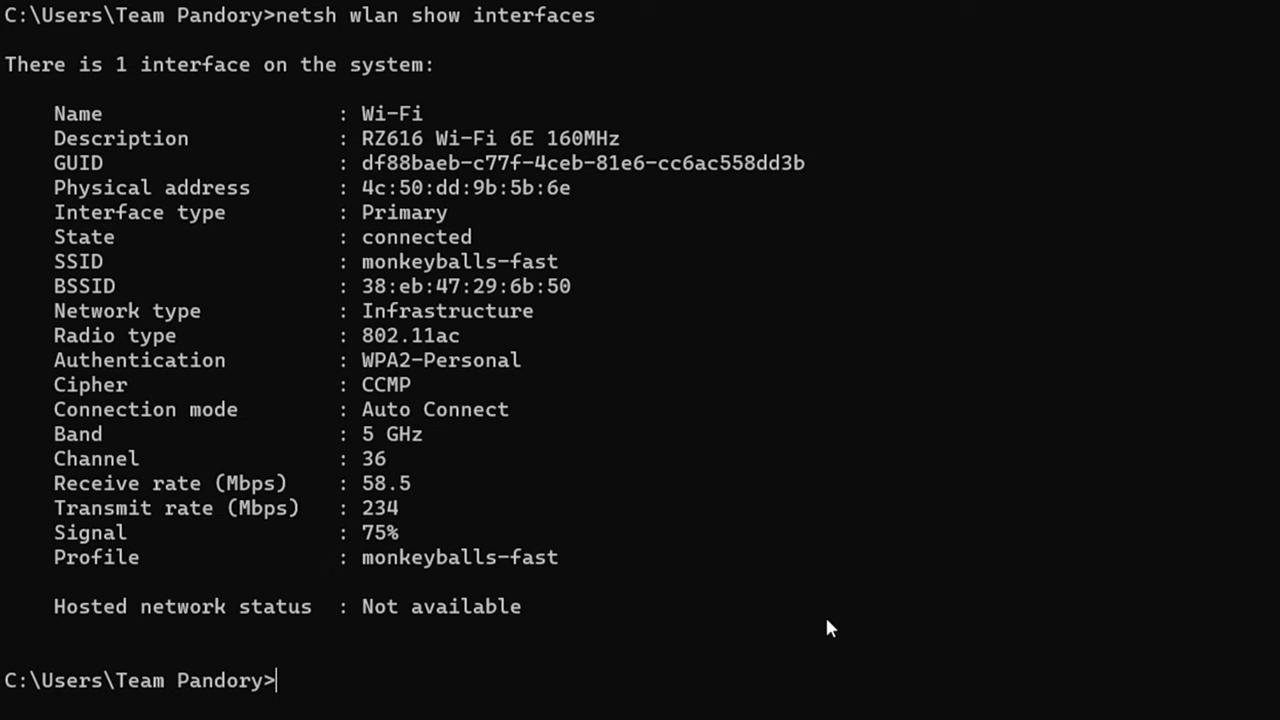 C:\Users\Team Pandory>netsh wlan show interfaces
There is 1 interface on the system:
Name : Wi-Fi
Description : RZ616 Wi-Fi 6E 160MHz
GUID : df88baeb-c77f-4ceb-81e6-cc6ac558dd3b
Physical address : 4c:50:dd:9b:5b:6e
Interface type : Primary
State : connected
SSID : monkeyballs-fast
BSSID : 38:eb:47:29:6b:50
Network type : Infrastructure
Radio type : 802.11ac
Authentication : WPA2-Personal
Cipher : CCMP
Connection mode : Auto Connect
Band : 5 GHz
Channel : 36
Receive rate (Mbps) : 58.5
Transmit rate (Mbps) : 234
Signal : 75%
Profile : monkeyballs-fast
Hosted network status : Not available
C:\Users\Team Pandory>